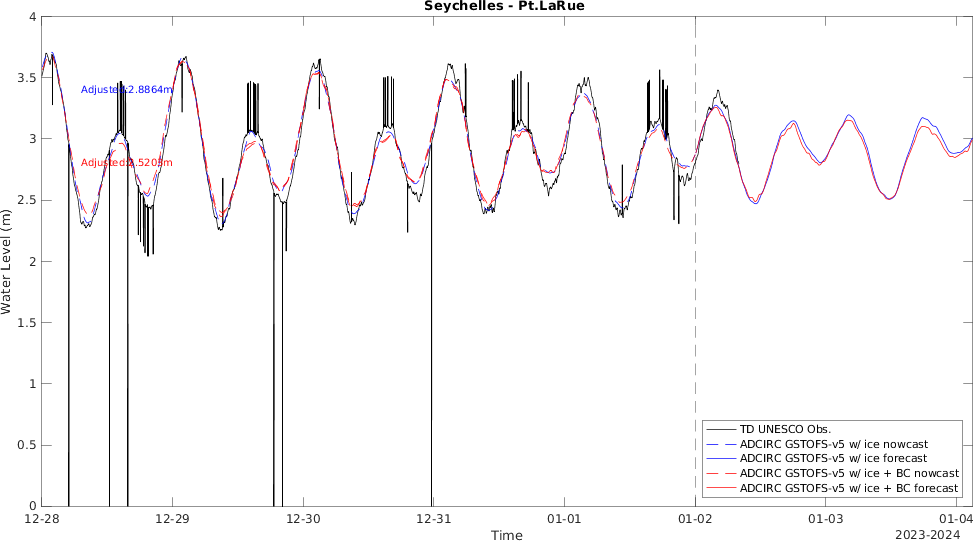 Seychelles - Pt.LaRue
4
3.5
3
2.5
2
1.5
1
0.5
0
Water Level (m)
Adjusted:2.8864m
Adjusted:2.5205m
12-28
12-29
12-30
12-31
01-01
01-02
01-03
01-04
Time
2023-2024
TD UNESCO Obs.
ADCIRC GSTOFS-v5 w/ ice nowcast
ADCIRC GSTOFS-v5 w/ ice forecast
ADCIRC GSTOFS-v5 w/ ice + BC nowcast
ADCIRC GSTOFS-v5 w/ ice + BC forecast